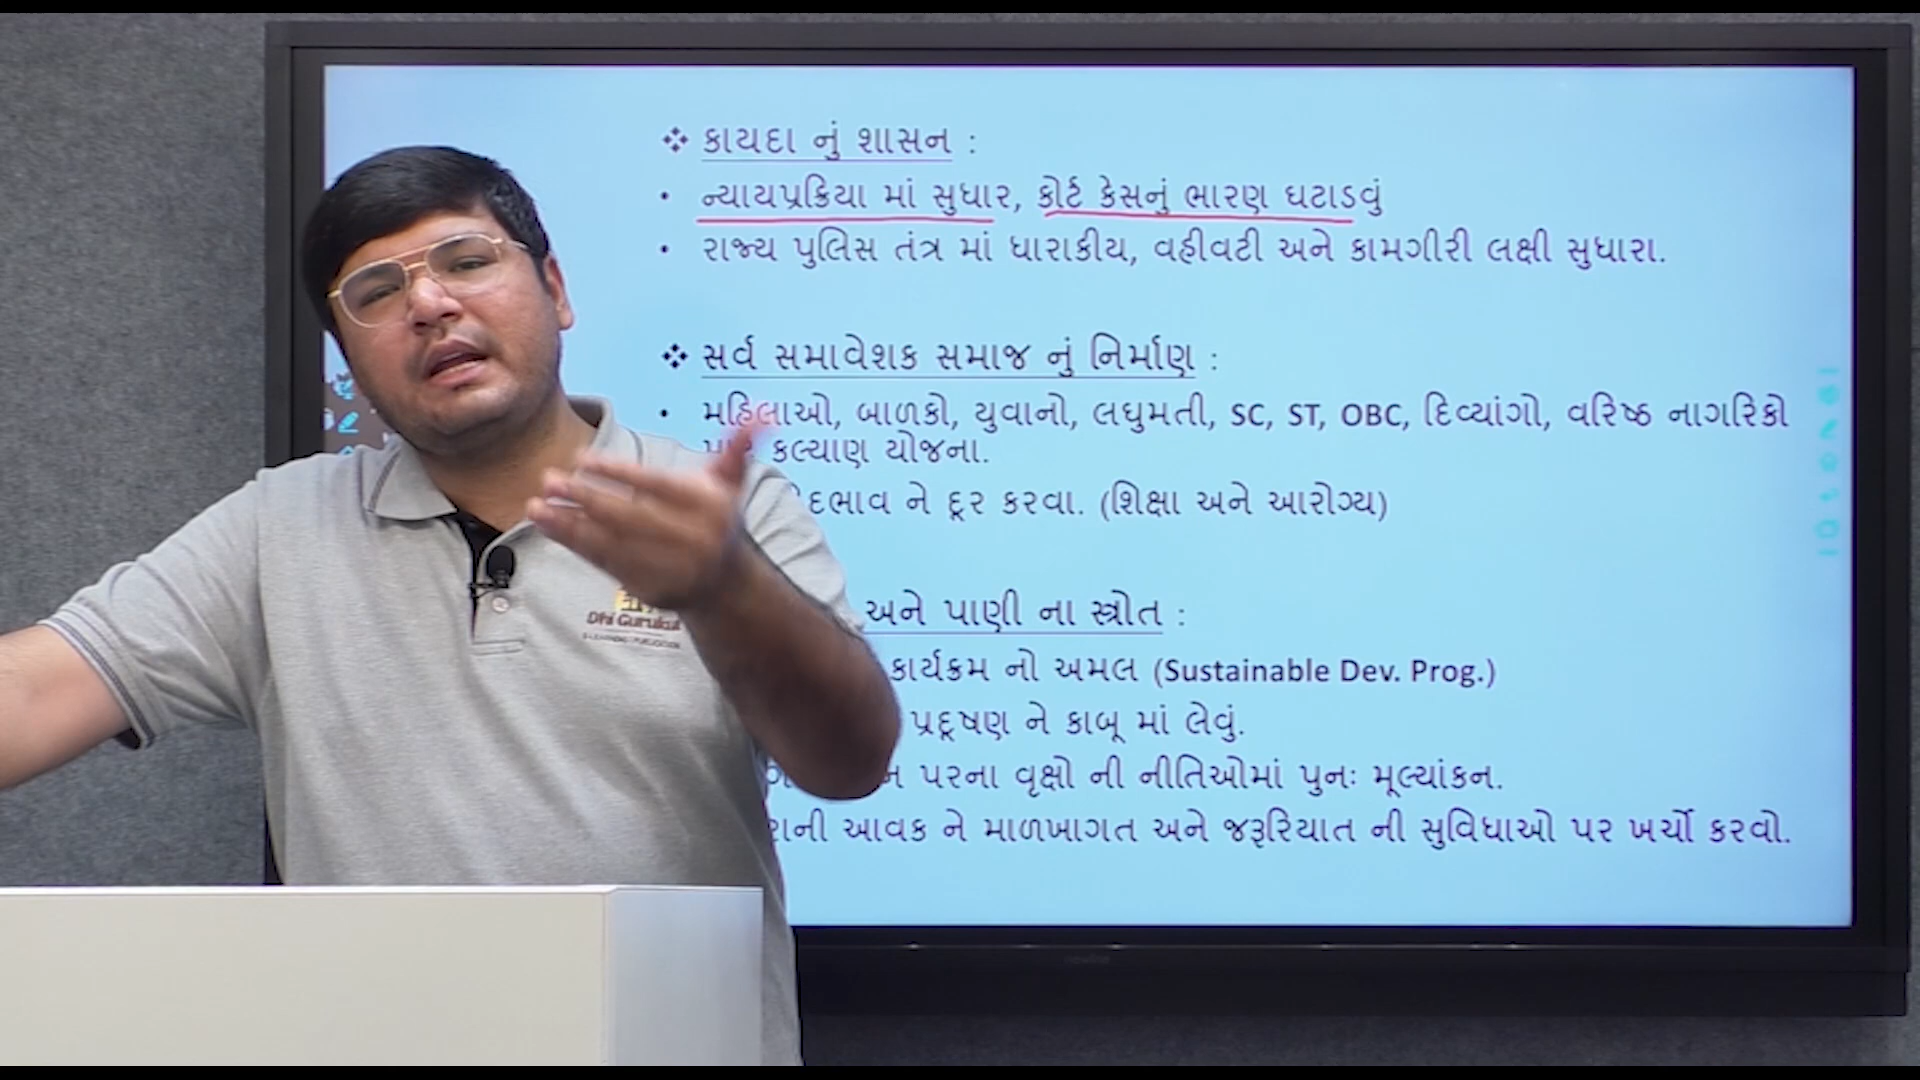 ❖ કાયદા નું શાસન :
• ન્યાયપ્રક્રિયા માં સુધાર, કોર્ટ કેસનું ભારણ ઘટાડવું
• રાજ્ય પુલિસ તંત્ર માં ધારાકીય, વહીવટી અને કામગીરી લક્ષી સુધારા.
❖ સર્વ સમાવેશક સમાજ નું નિર્માણ :
• મહિલાઓ, બાળકો, યુવાનો, લઘુમતી, SC, ST, OBC, દિવ્યાંગો, વરિષ્ઠ નાગરિકો
કલ્યાણ યોજના.
ને દૂર કરવા. (શિક્ષા અને આરોગ્ય)
અને પાણી ના સ્ત્રોત :
કાર્યક્રમ નો અમલ (Sustainable Dev. Prog.)
પ્રદૂષણ ને કાબૂ માં લેવું.
પરના વૃક્ષો ની નીતિઓમાં પુનઃ મૂલ્યાંકન.
આવક ને માળખાગત અને જરૂરિયાત ની સુવિધાઓ પર ખર્ચો કરવો.
Dhi Gurukul